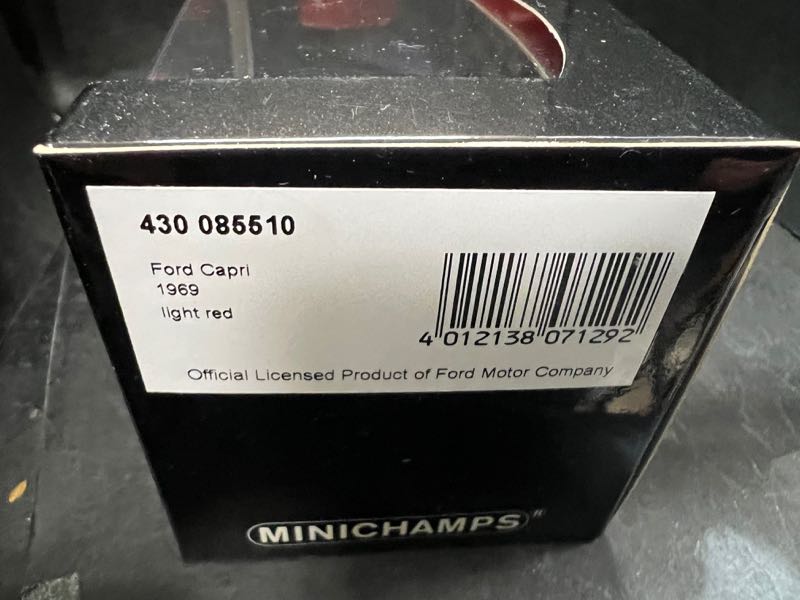 430 085510
Ford Capri
1969
light red
4 012138 071292
Official Licensed Product of Ford Motor Company
MINICHAMPS®